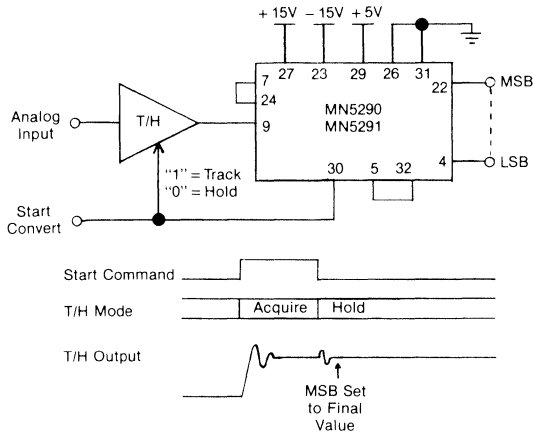 + 15V − 15V + 5V
7 27 23 29 26 31
22 MSB
24
MN5290
MN5291
Analog
Input
T/H
9
4 LSB
30 5 32
"1" = Track
"0" = Hold
Start
Convert
Start Command
T/H Mode Acquire Hold
T/H Output
MSB Set
to Final
Value